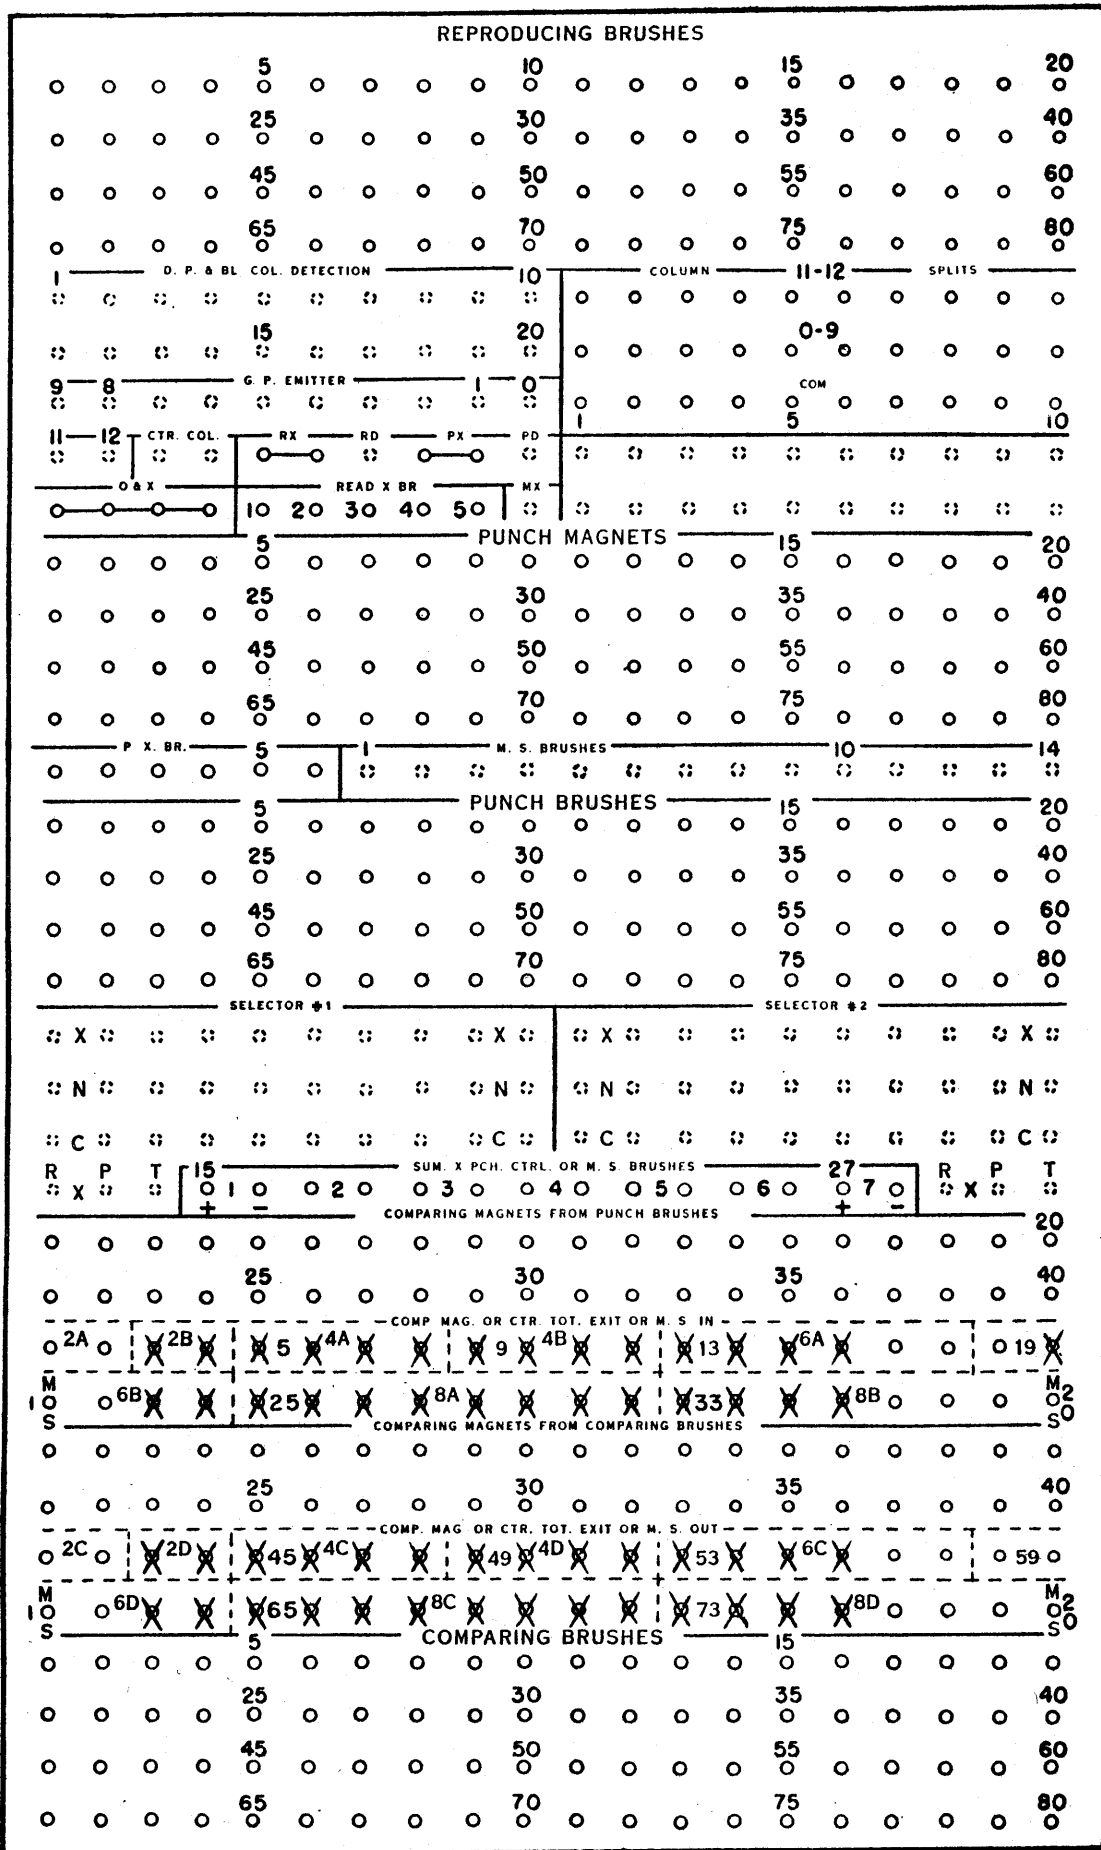 REPRODUCING BRUSHES
5 10 15 20
25 30 35 40
45 50 55 60
65 70 75 80
1 D. P. & BL COL. DETECTION 10 COLUMN 11-12 SPLITS
15 20 0-9
9 8 G. P. EMITTER 1 0 COM
1 5 10
11 12 CTR. COL. RX RD PX PD
O & X READ X BR MX
1 2 3 4 5
PUNCH MAGNETS
5 15 20
25 30 35 40
45 50 55 60
65 70 75 80
P X. BR. 5 1 M. S. BRUSHES 10 14
PUNCH BRUSHES
5 15 20
25 30 35 40
45 50 55 60
65 70 75 80
SELECTOR #1 SELECTOR #2
X X X X
N N N N
C C C C
R P T 15 SUM. X PCH. CTRL. OR M. S. BRUSHES 27 R P T
X 1 2 3 4 5 6 7 X
+ - + -
COMPARING MAGNETS FROM PUNCH BRUSHES
20
25 30 35 40
COMP MAG. OR CTR. TOT. EXIT OR M. S IN
2A 2B 5 4A 9 4B 13 6A 19
M S 1 6B 25 8A 33 8B M S 20
COMPARING MAGNETS FROM COMPARING BRUSHES
25 30 35 40
COMP. MAG OR CTR. TOT. EXIT OR M. S. OUT
2C 2D 45 4C 49 4D 53 6C 59
M S 1 6D 65 8C 73 8D M S 20
COMPARING BRUSHES
5 15
25 30 35 40
45 50 55 60
65 70 75 80